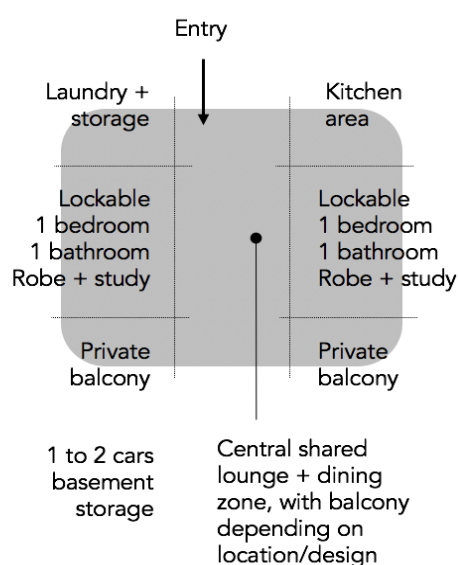 Entry
Laundry +
storage
Kitchen
area
Lockable
1 bedroom
1 bathroom
Robe + study
Lockable
1 bedroom
1 bathroom
Robe + study
Private
balcony
Private
balcony
1 to 2 cars
basement
storage
Central shared
lounge + dining
zone, with balcony
depending on
location/design